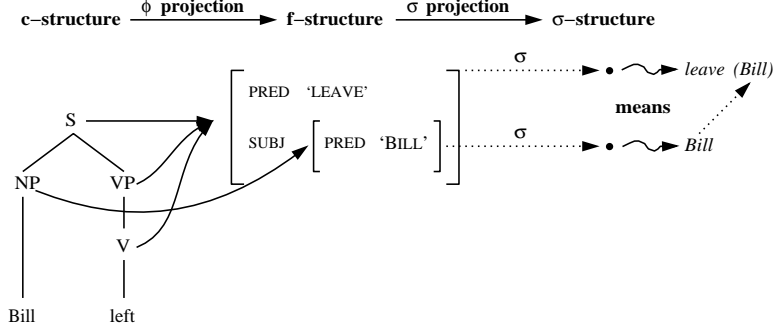 c–structure ϕ projection f–structure σ projection σ–structure
σ leave (Bill)
PRED ‘LEAVE’
means
S
σ
SUBJ PRED ‘BILL’ Bill
NP VP
V
Bill left